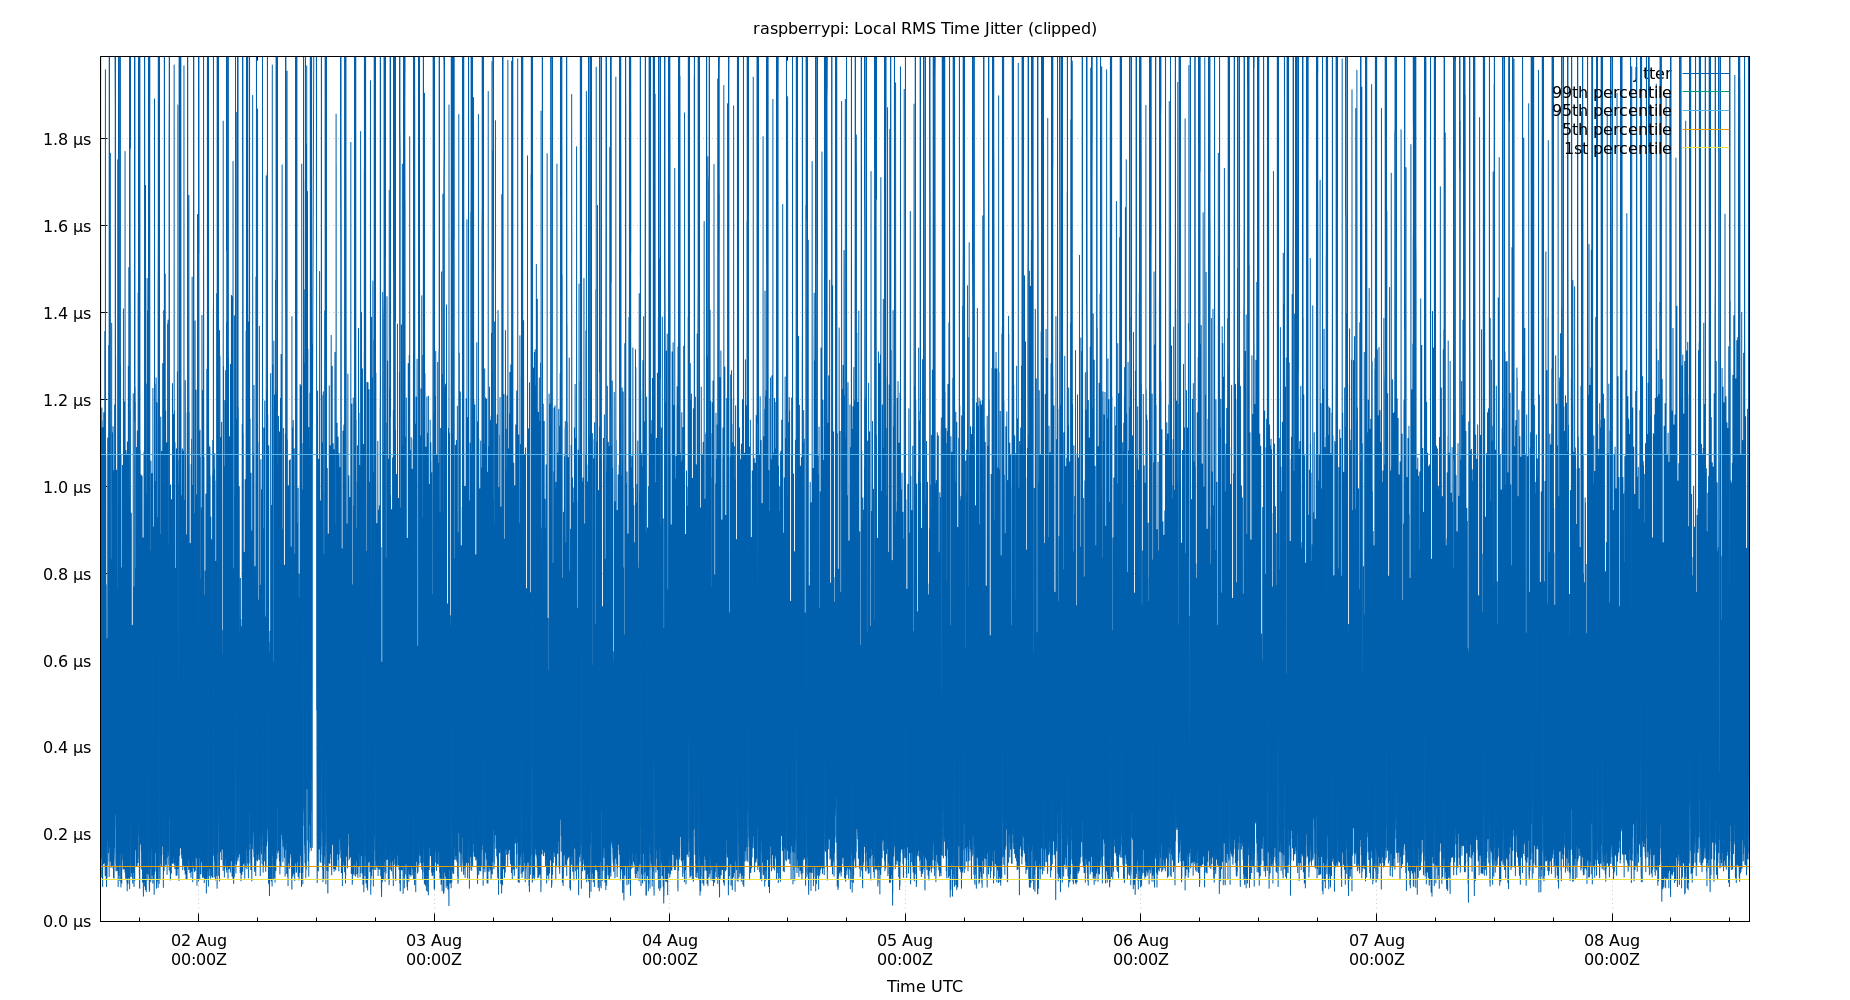 raspberrypi: Local RMS Time Jitter (clipped)
Jitter
99th percentile
95th percentile
5th percentile
1st percentile
1.8 μs
1.6 μs
1.4 μs
1.2 μs
1.0 μs
0.8 μs
0.6 μs
0.4 μs
0.2 μs
0.0 μs
02 Aug 03 Aug 04 Aug 05 Aug 06 Aug 07 Aug 08 Aug
00:00Z 00:00Z 00:00Z 00:00Z 00:00Z 00:00Z 00:00Z
Time UTC